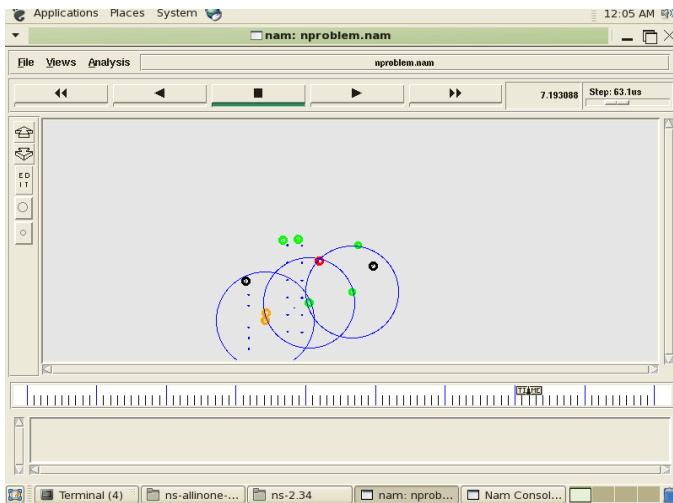 Applications Places System 12:05 AM
nam: nproblem.nam
File Views Analysis nproblem.nam
7.193088 Step: 63.1us
ED
IT
TIME
Terminal (4) ns-allinone-... ns-2.34 nam: nprob... Nam Consol...